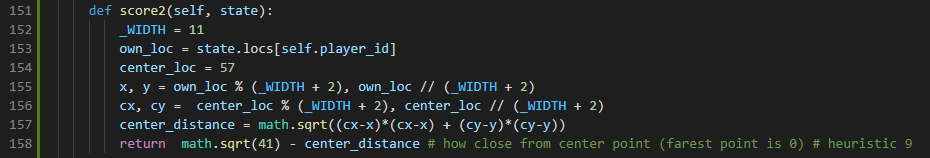 151 def score2(self, state):
152 _WIDTH = 11
153 own_loc = state.locs[self.player_id]
154 center_loc = 57
155 x, y = own_loc % (_WIDTH + 2), own_loc // (_WIDTH + 2)
156 cx, cy =  center_loc % (_WIDTH + 2), center_loc // (_WIDTH + 2)
157 center_distance = math.sqrt((cx-x)*(cx-x) + (cy-y)*(cy-y))
158 return  math.sqrt(41) - center_distance # how close from center point (farest point is 0) # heuristic 9